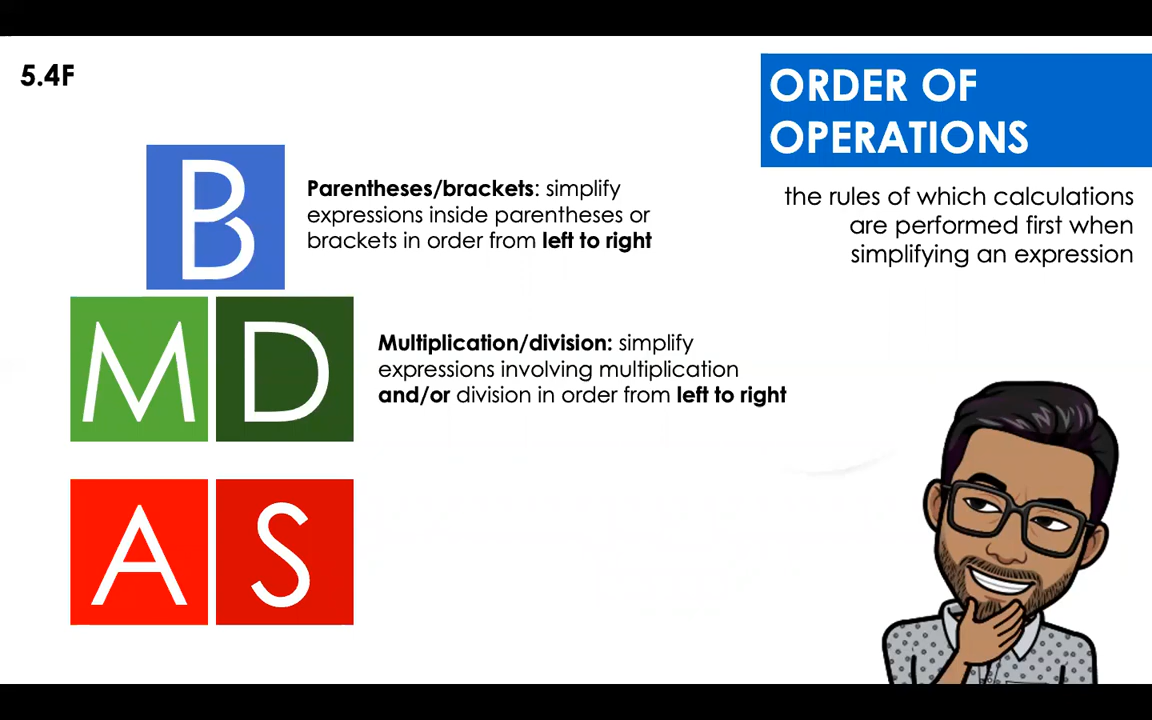 5.4F
ORDER OF
OPERATIONS
the rules of which calculations
are performed first when
simplifying an expression
B
Parentheses/brackets: simplify
expressions inside parentheses or
brackets in order from left to right
M D
Multiplication/division: simplify
expressions involving multiplication
and/or division in order from left to right
A S